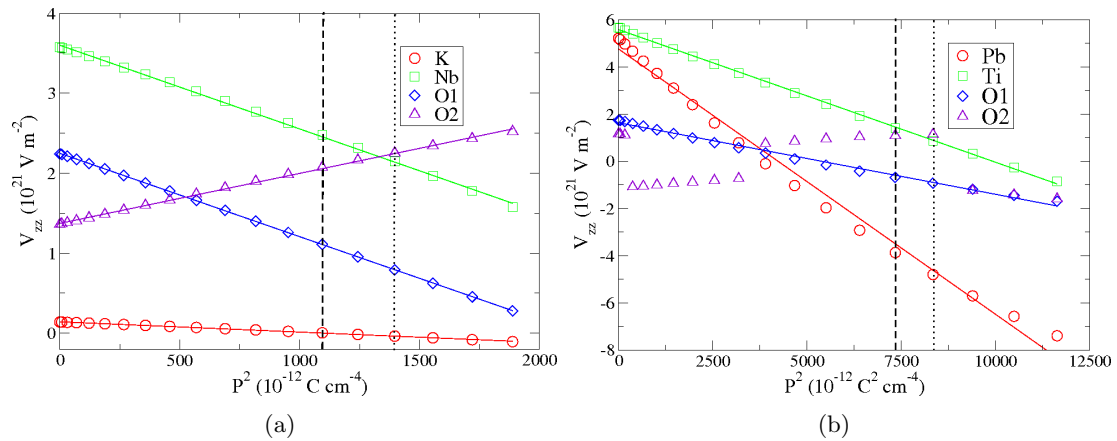 4
3
2
1
0
V_zz (10^21 V m^-2)
0 500 1000 1500 2000
P^2 (10^-12 C cm^-4)
K
Nb
O1
O2
(a)
6
4
2
0
-2
-4
-6
-8
V_zz (10^21 V m^-2)
0 2500 5000 7500 10000 12500
P^2 (10^-12 C^2 cm^-4)
Pb
Ti
O1
O2
(b)